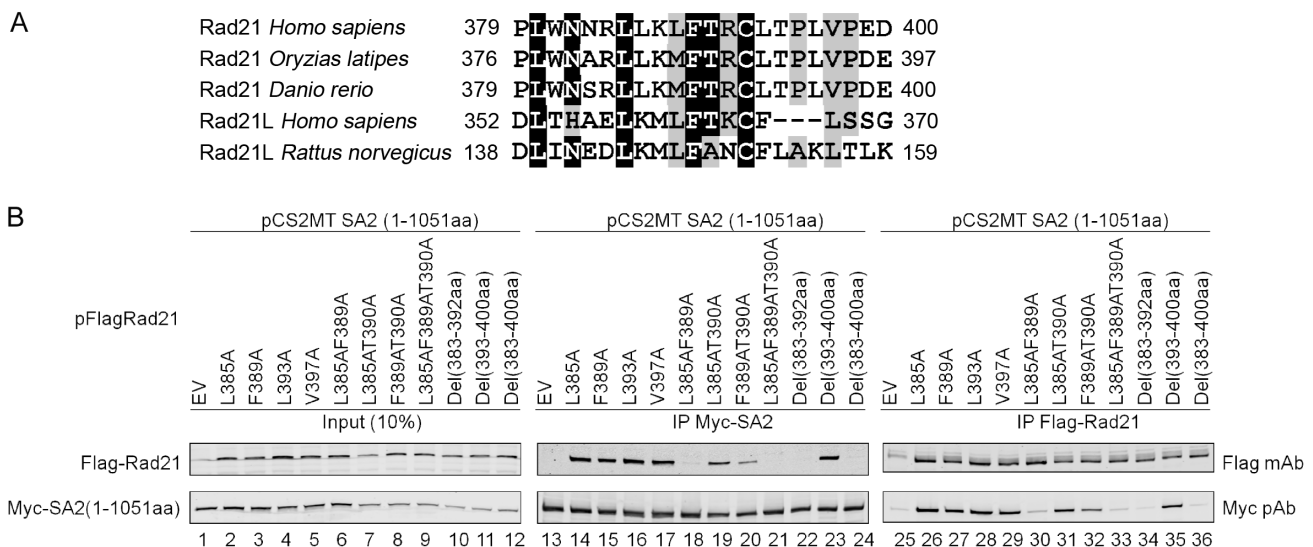 A
Rad21 Homo sapiens 379 PLWNNRLLKLFTRCLTPLVPED 400
Rad21 Oryzias latipes 376 PLWNARLLKMFTRCLTPLVPDE 397
Rad21 Danio rerio 379 PLWNSRLLKMFTRCLTPLVPDE 400
Rad21L Homo sapiens 352 DLTHAELKMLFTKCF---LSSG 370
Rad21L Rattus norvegicus 138 DLINEDLKMLFANCFLAKLTLK 159
B
pCS2MT SA2 (1-1051aa) pCS2MT SA2 (1-1051aa) pCS2MT SA2 (1-1051aa)
pFlagRad21
EV L385A F389A L393A V397A L385AF389A L385AT390A F389AT390A L385AF389AT390A Del(383-392aa) Del(393-400aa) Del(383-400aa)
EV L385A F389A L393A V397A L385AF389A L385AT390A F389AT390A L385AF389AT390A Del(383-392aa) Del(393-400aa) Del(383-400aa)
EV L385A F389A L393A V397A L385AF389A L385AT390A F389AT390A L385AF389AT390A Del(383-392aa) Del(393-400aa) Del(383-400aa)
Input (10%) IP Myc-SA2 IP Flag-Rad21
Flag-Rad21 Flag mAb
Myc-SA2(1-1051aa) Myc pAb
1 2 3 4 5 6 7 8 9 10 11 12 13 14 15 16 17 18 19 20 21 22 23 24 25 26 27 28 29 30 31 32 33 34 35 36